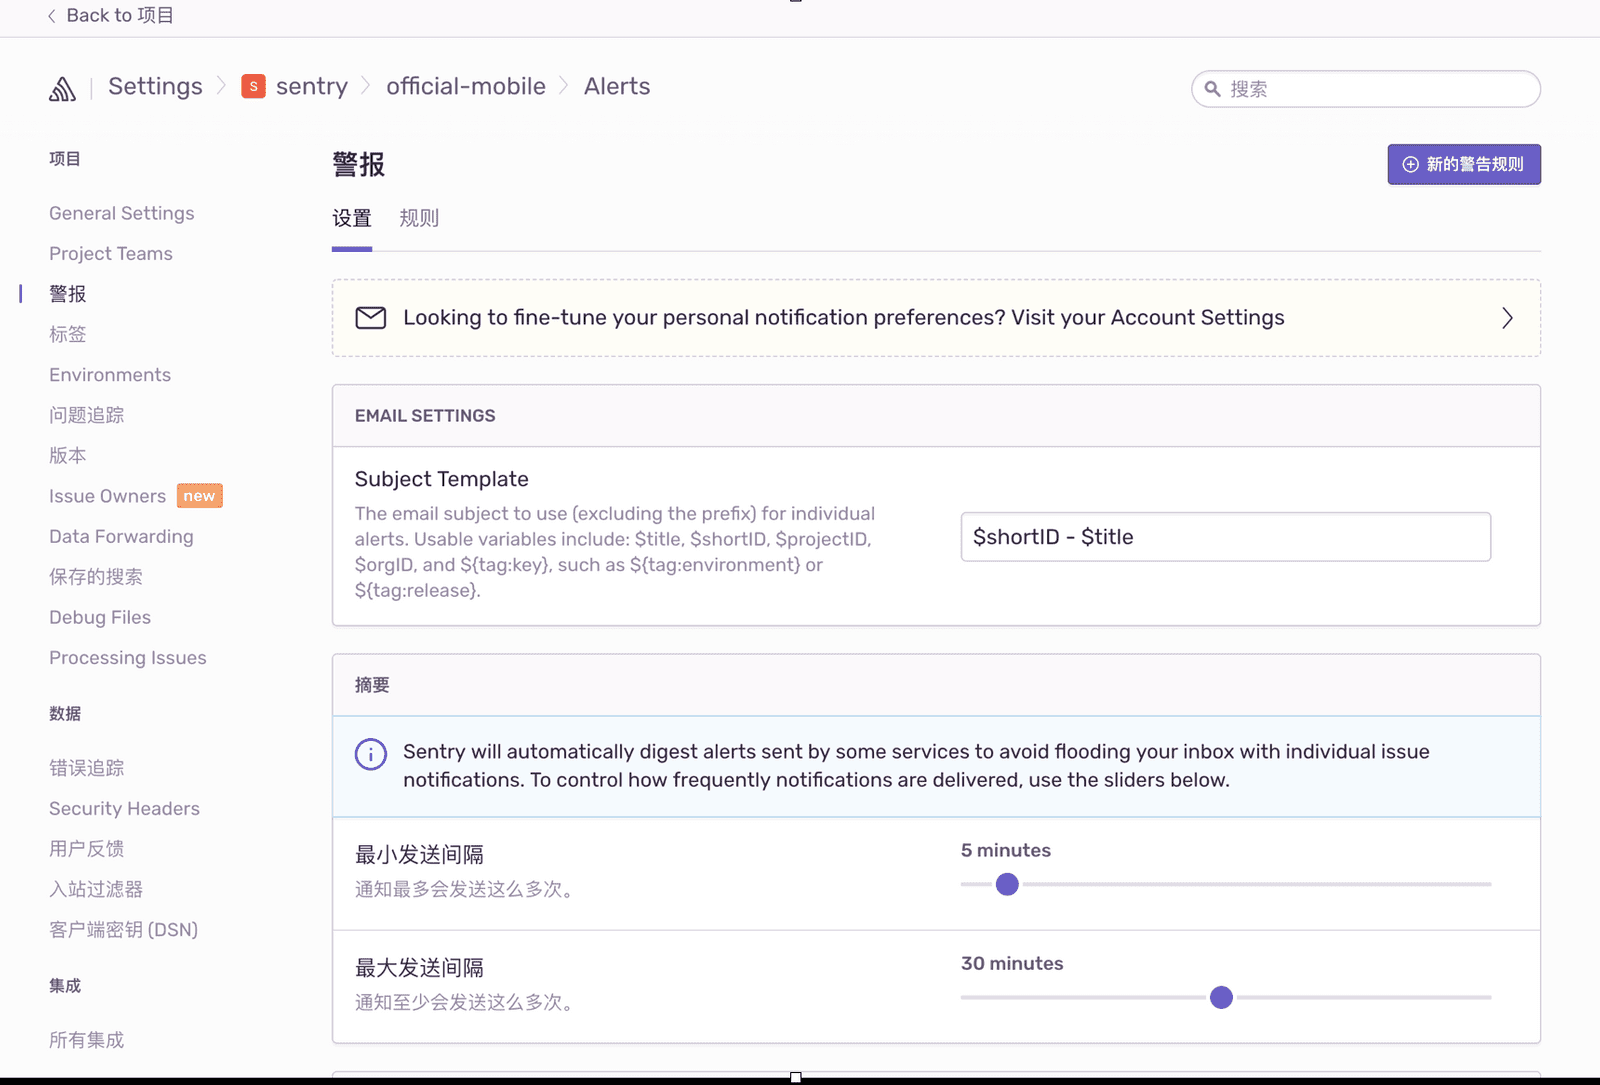 Back to 项目
Settings
S
sentry
official-mobile
Alerts
搜索
项目
General Settings
Project Teams
警报
标签
Environments
问题追踪
版本
Issue Owners new
Data Forwarding
保存的搜索
Debug Files
Processing Issues
数据
错误追踪
Security Headers
用户反馈
入站过滤器
客户端密钥 (DSN)
集成
所有集成
警报
新的警告规则
设置 规则
Looking to fine-tune your personal notification preferences? Visit your Account Settings
EMAIL SETTINGS
Subject Template
The email subject to use (excluding the prefix) for individual
alerts. Usable variables include: $title, $shortID, $projectID,
$orgID, and ${tag:key}, such as ${tag:environment} or
${tag:release}.
$shortID - $title
摘要
Sentry will automatically digest alerts sent by some services to avoid flooding your inbox with individual issue
notifications. To control how frequently notifications are delivered, use the sliders below.
最小发送间隔
通知最多会发送这么多次。
5 minutes
最大发送间隔
通知至少会发送这么多次。
30 minutes